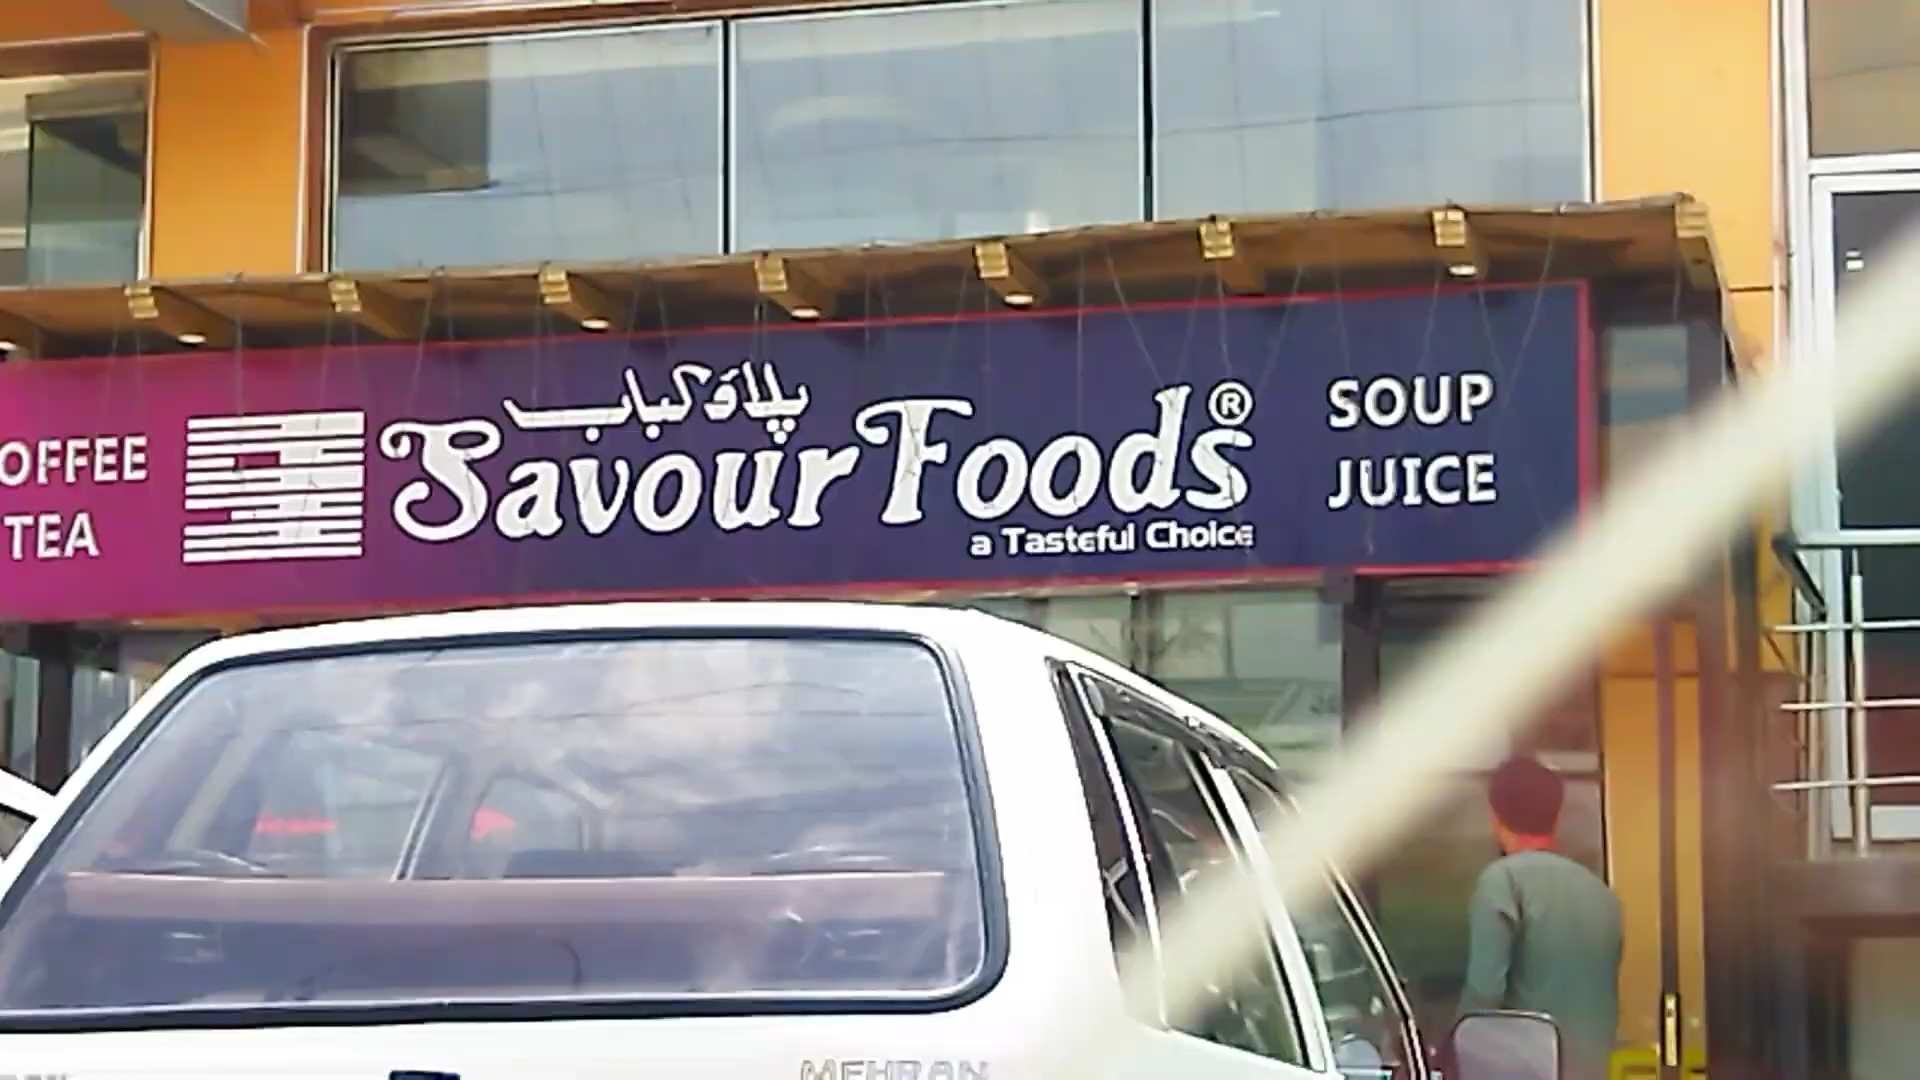 OFFEE
TEA
پلاؤ کباب
Savour Foods®
a Tasteful Choice
SOUP
JUICE
MEHRAN